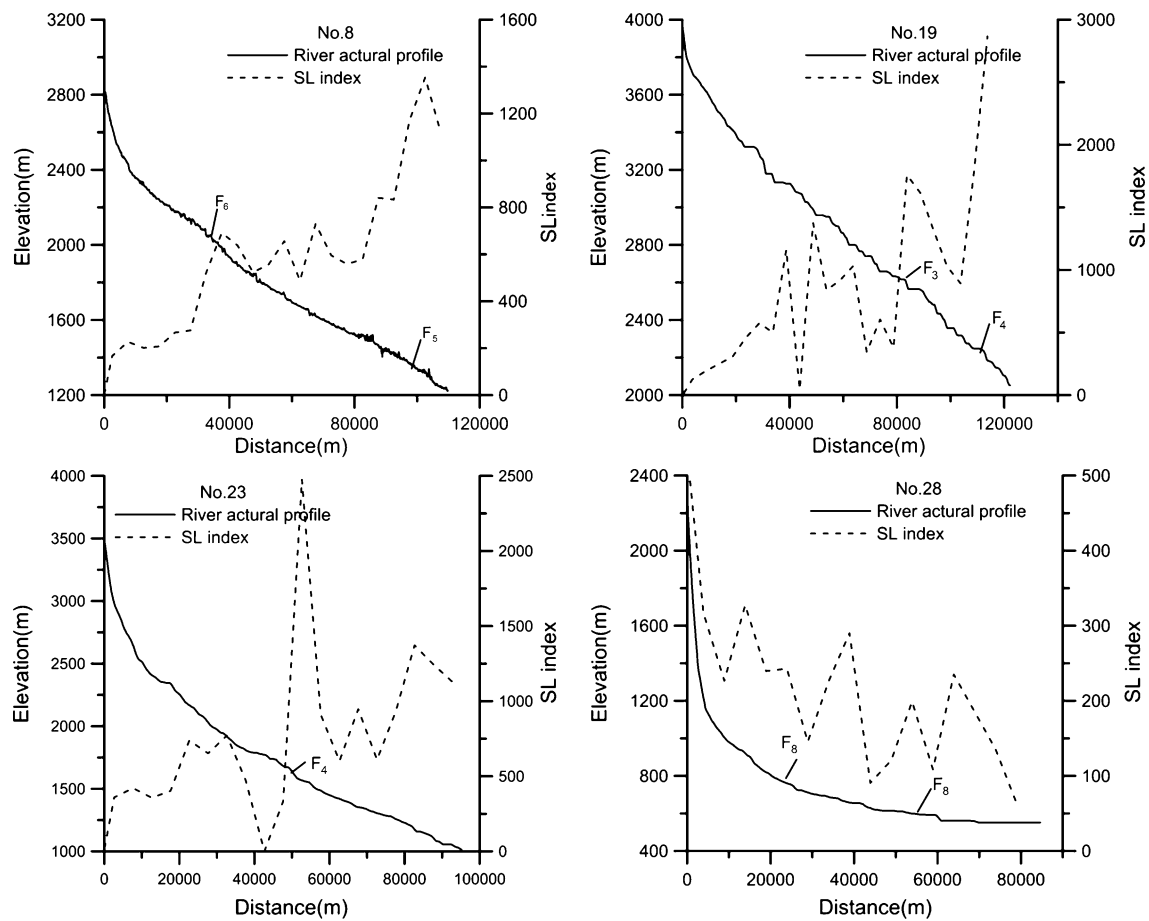 3200
2800
2400
2000
1600
1200
Elevation(m)
No.8
River actural profile
SL index
F6
F5
1600
1200
800
400
0
SLindex
0 40000 80000 120000
Distance(m)
4000
3600
3200
2800
2400
2000
Elevation(m)
No.19
River actural profile
SL index
F3
F4
3000
2000
1000
0
SL index
0 40000 80000 120000
Distance(m)
4000
3500
3000
2500
2000
1500
1000
Elevation(m)
No.23
River actural profile
SL index
F4
2500
2000
1500
1000
500
0
SL index
0 20000 40000 60000 80000 100000
Distance(m)
2400
2000
1600
1200
800
400
Elevation(m)
No.28
River actural profile
SL index
F8
F8
500
400
300
200
100
0
SL index
0 20000 40000 60000 80000
Distance(m)